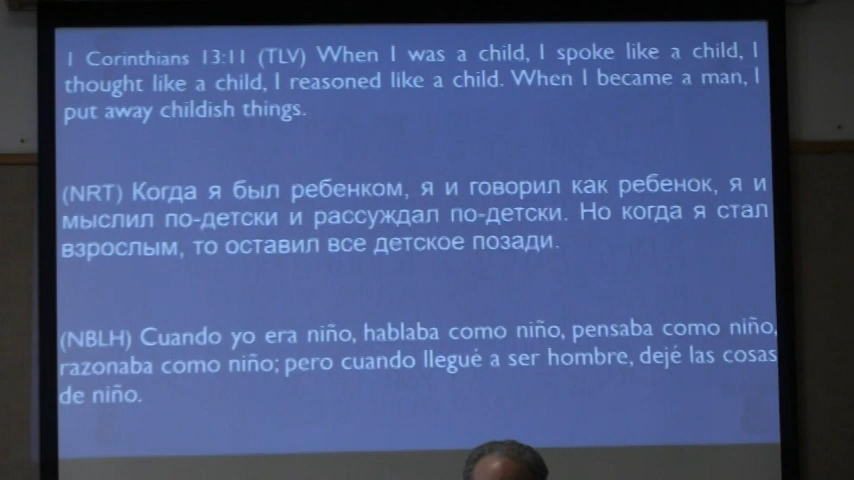 1 Corinthians 13:11 (TLV) When I was a child, I spoke like a child, I
thought like a child, I reasoned like a child. When I became a man, I
put away childish things.
(NRT) Когда я был ребенком, я и говорил как ребенок, я и
мыслил по-детски и рассуждал по-детски. Но когда я стал
взрослым, то оставил все детское позади.
(NBLH) Cuando yo era niño, hablaba como niño, pensaba como niño,
razonaba como niño; pero cuando llegué a ser hombre, dejé las cosas
de niño.